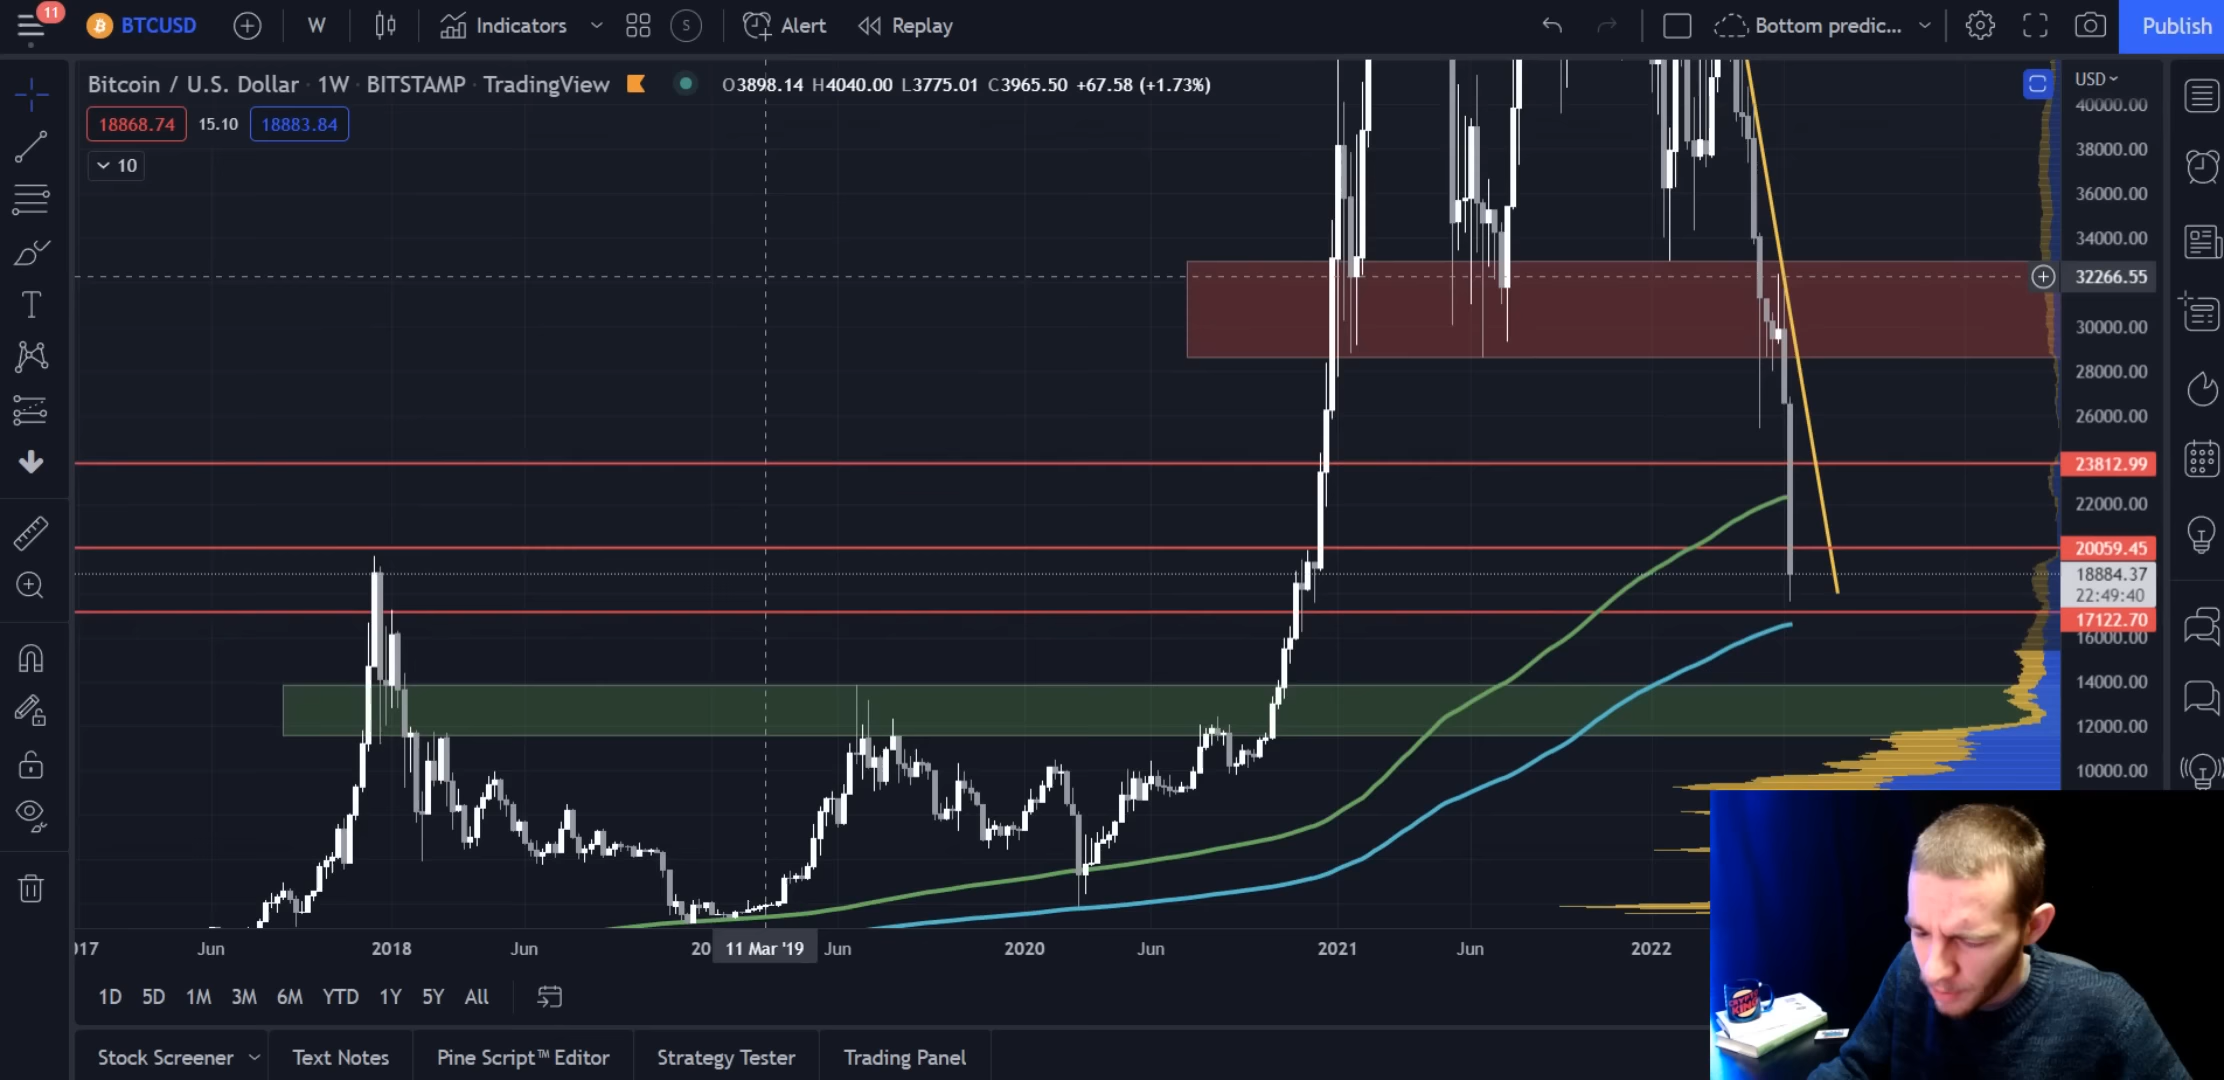 11
BTCUSD
W
Indicators
S
Alert
Replay
Bottom predic...
Publish
Bitcoin / U.S. Dollar · 1W · BITSTAMP · TradingView
O3898.14 H4040.00 L3775.01 C3965.50 +67.58 (+1.73%)
USD
18868.74 15.10 18883.84
10
40000.00
38000.00
36000.00
34000.00
32266.55
30000.00
28000.00
26000.00
23812.99
22000.00
20059.45
18884.37
22:49:40
17122.70
16000.00
14000.00
12000.00
10000.00
017 Jun 2018 Jun 20 11 Mar '19 Jun 2020 Jun 2021 Jun 2022
1D 5D 1M 3M 6M YTD 1Y 5Y All
CRYPTO
KING
Stock Screener Text Notes Pine Script™ Editor Strategy Tester Trading Panel